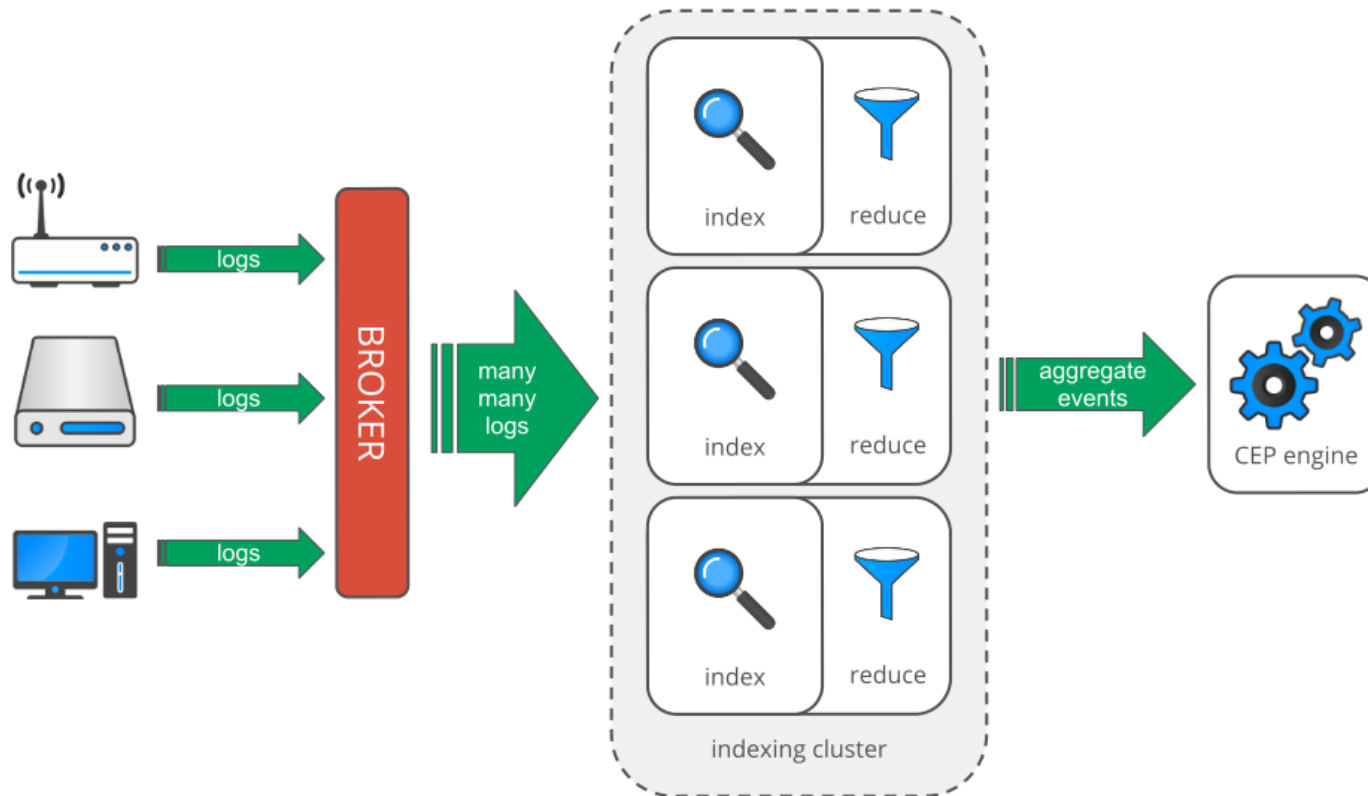 logs
logs
logs
BROKER
many
many
logs
index
reduce
index
reduce
index
reduce
indexing cluster
aggregate
events
CEP engine